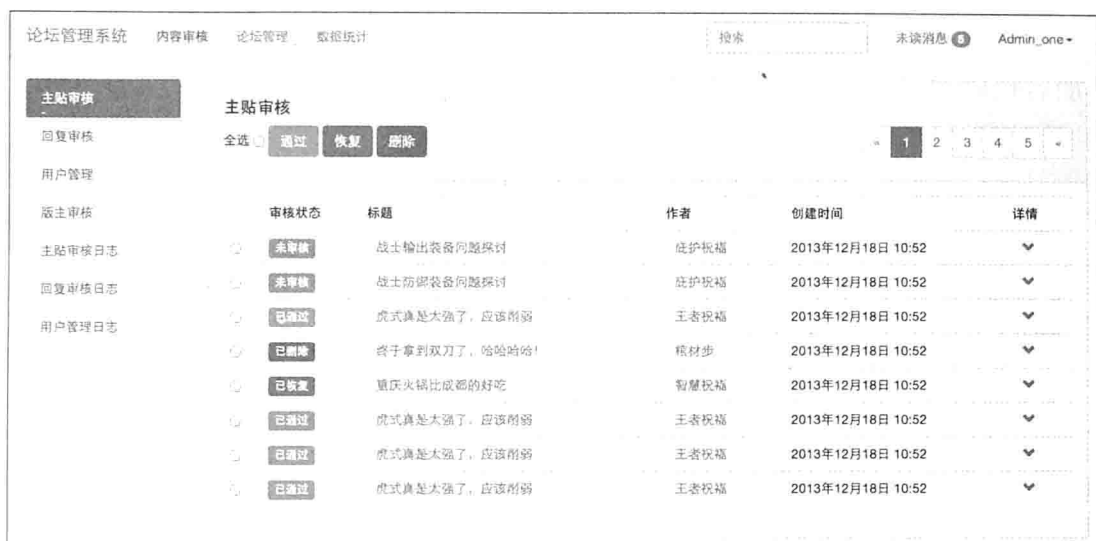 论坛管理系统 内容审核 论坛管理 数据统计 搜索 未读消息 5 Admin_one
主贴审核
回复审核
用户管理
版主审核
主贴审核日志
回复审核日志
用户管理日志
主贴审核
全选 通过 恢复 删除 « 1 2 3 4 5 «
审核状态 标题 作者 创建时间 详情
未审核 战士输出装备问题探讨 庇护祝福 2013年12月18日 10:52
未审核 战士防御装备问题探讨 庇护祝福 2013年12月18日 10:52
已通过 虎式真是太强了，应该削弱 王者祝福 2013年12月18日 10:52
已删除 终于拿到双刀了，哈哈哈哈! 棺材步 2013年12月18日 10:52
已恢复 重庆火锅比成都的好吃 智慧祝福 2013年12月18日 10:52
已通过 虎式真是太强了，应该削弱 王者祝福 2013年12月18日 10:52
已通过 虎式真是太强了，应该削弱 王者祝福 2013年12月18日 10:52
已通过 虎式真是太强了，应该削弱 王者祝福 2013年12月18日 10:52